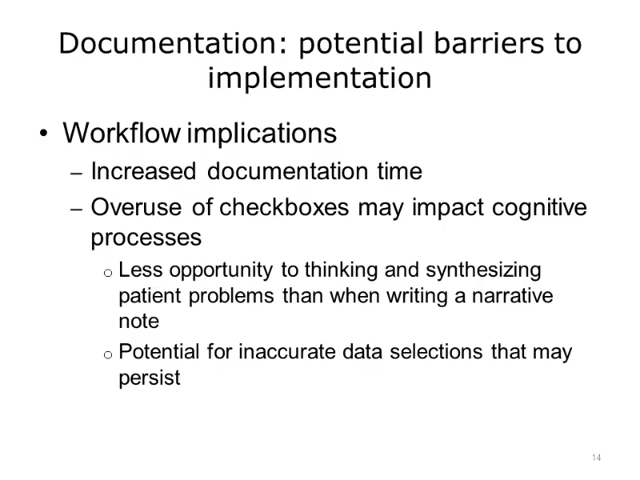 Documentation: potential barriers to
implementation
• Workflow implications
– Increased documentation time
– Overuse of checkboxes may impact cognitive
processes
o Less opportunity to thinking and synthesizing
patient problems than when writing a narrative
note
o Potential for inaccurate data selections that may
persist
14